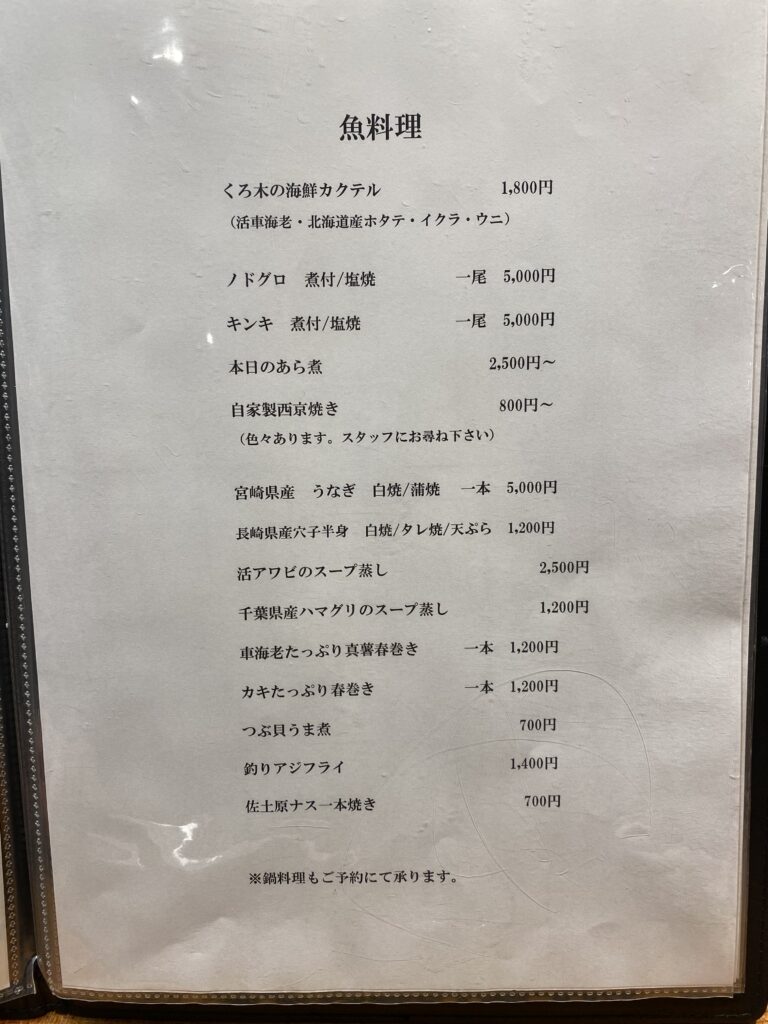 魚料理
くろ木の海鮮カクテル 1,800円
（活車海老・北海道産ホタテ・イクラ・ウニ）
ノドグロ 煮付/塩焼 一尾 5,000円
キンキ 煮付/塩焼 一尾 5,000円
本日のあら煮 2,500円〜
自家製西京焼き 800円〜
（色々あります。スタッフにお尋ね下さい）
宮崎県産 うなぎ 白焼/蒲焼 一本 5,000円
長崎県産穴子半身 白焼/タレ焼/天ぷら 1,200円
活アワビのスープ蒸し 2,500円
千葉県産ハマグリのスープ蒸し 1,200円
車海老たっぷり真薯春巻き 一本 1,200円
カキたっぷり春巻き 一本 1,200円
つぶ貝うま煮 700円
釣りアジフライ 1,400円
佐土原ナス一本焼き 700円
※鍋料理もご予約にて承ります。